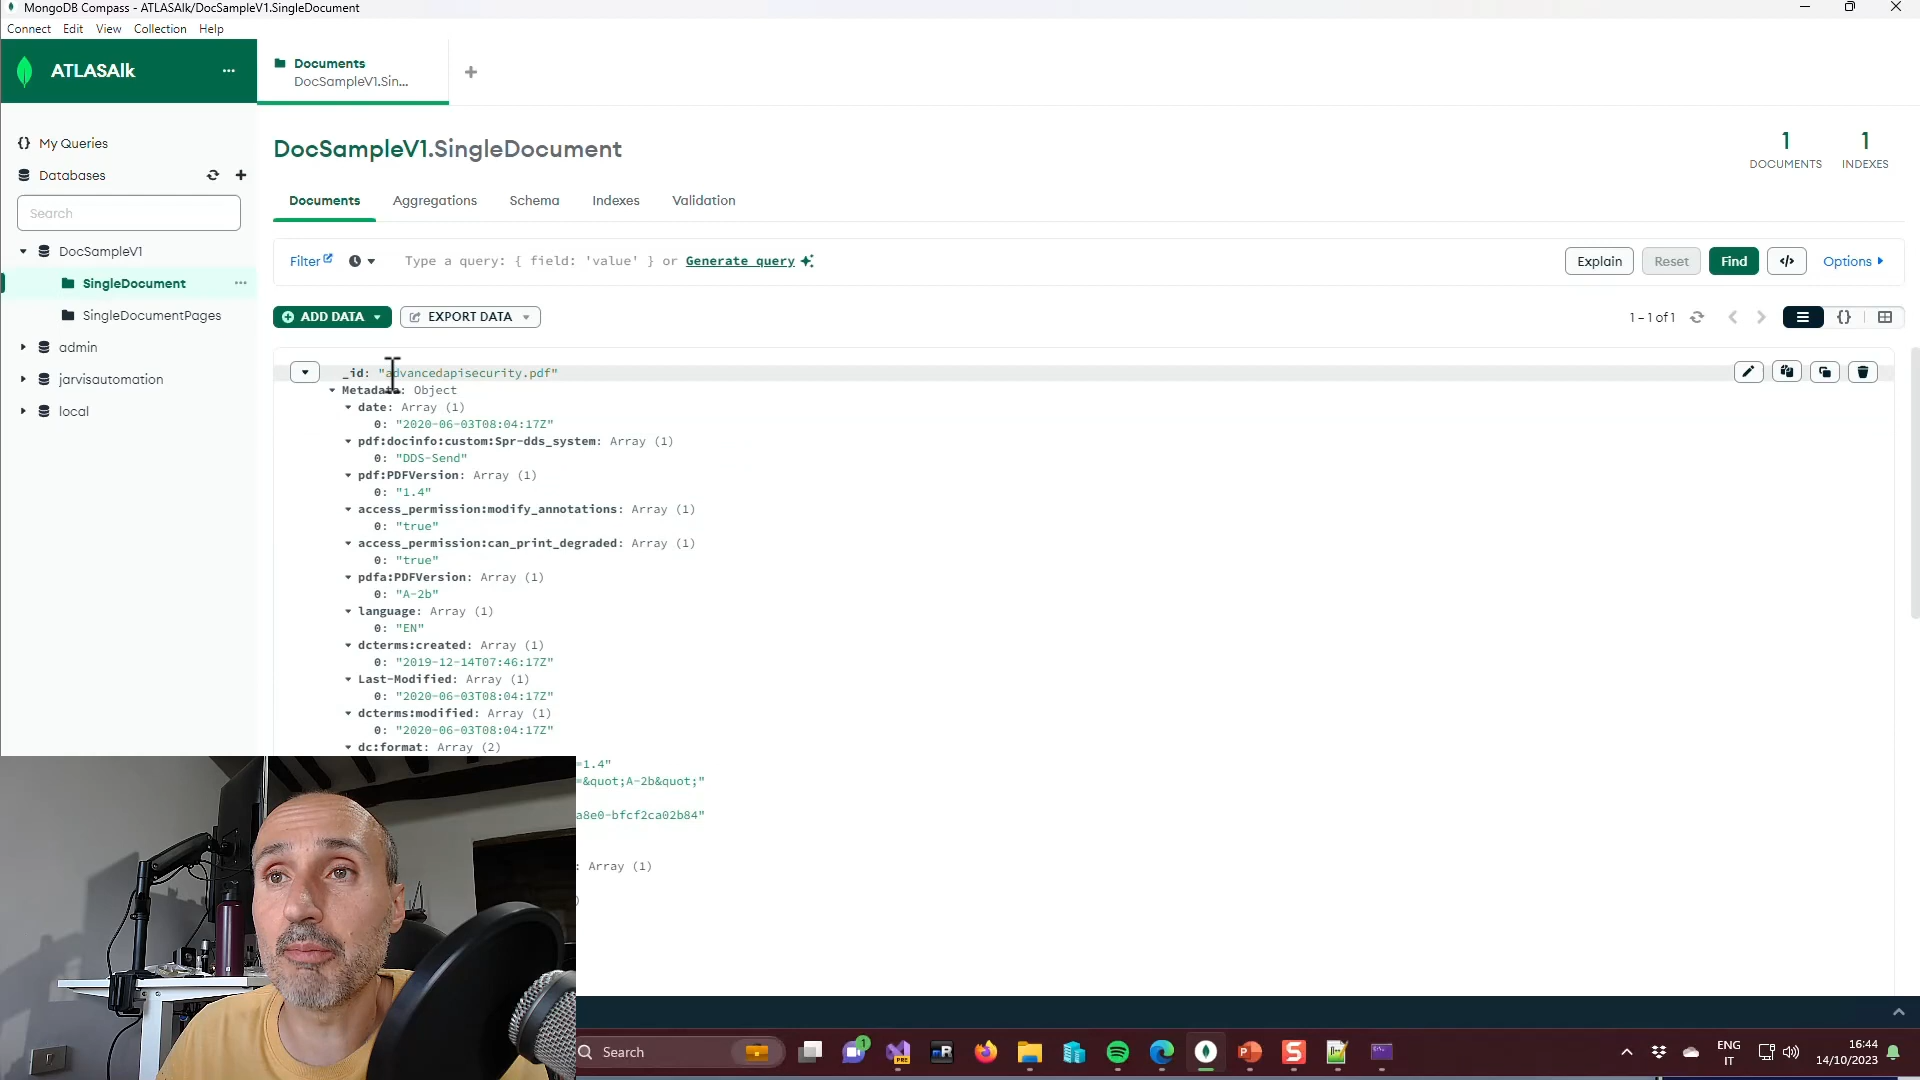 MongoDB Compass - ATLASAlk/DocSampleV1.SingleDocument
Connect Edit View Collection Help
ATLASAlk
Documents
DocSampleV1.Sin...
My Queries
Databases
Search
DocSampleV1
SingleDocument
SingleDocumentPages
admin
jarvisautomation
local
DocSampleV1.SingleDocument
1
DOCUMENTS
1
INDEXES
Documents Aggregations Schema Indexes Validation
Filter Type a query: { field: 'value' } or Generate query Explain Reset Find </> Options
ADD DATA EXPORT DATA 1 – 1 of 1 {}
_id: "advancedapisecurity.pdf"
Metadata: Object
date: Array (1)
0: "2020-06-03T08:04:17Z"
pdf:docinfo:custom:Spr-dds_system: Array (1)
0: "DDS-Send"
pdf:PDFVersion: Array (1)
0: "1.4"
access_permission:modify_annotations: Array (1)
0: "true"
access_permission:can_print_degraded: Array (1)
0: "true"
pdfa:PDFVersion: Array (1)
0: "A-2b"
language: Array (1)
0: "EN"
dcterms:created: Array (1)
0: "2019-12-14T07:46:17Z"
Last-Modified: Array (1)
0: "2020-06-03T08:04:17Z"
dcterms:modified: Array (1)
0: "2020-06-03T08:04:17Z"
dc:format: Array (2)
=1.4"
=&quot;A-2b&quot;"
a8e0-bfcf2ca02b84"
: Array (1)
)
Search
1
R
P
S
ENG
IT
16:44
14/10/2023